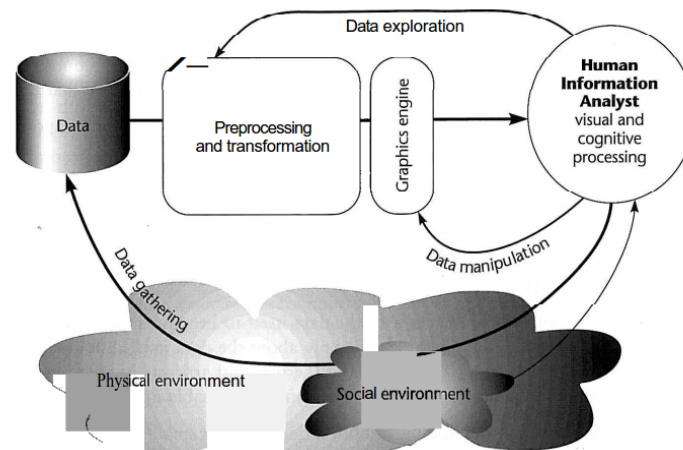 Data exploration
Human
Information
Analyst
visual and
cognitive
processing
Data
Preprocessing
and transformation
Graphics engine
Data manipulation
Data gathering
Physical environment
Social environment